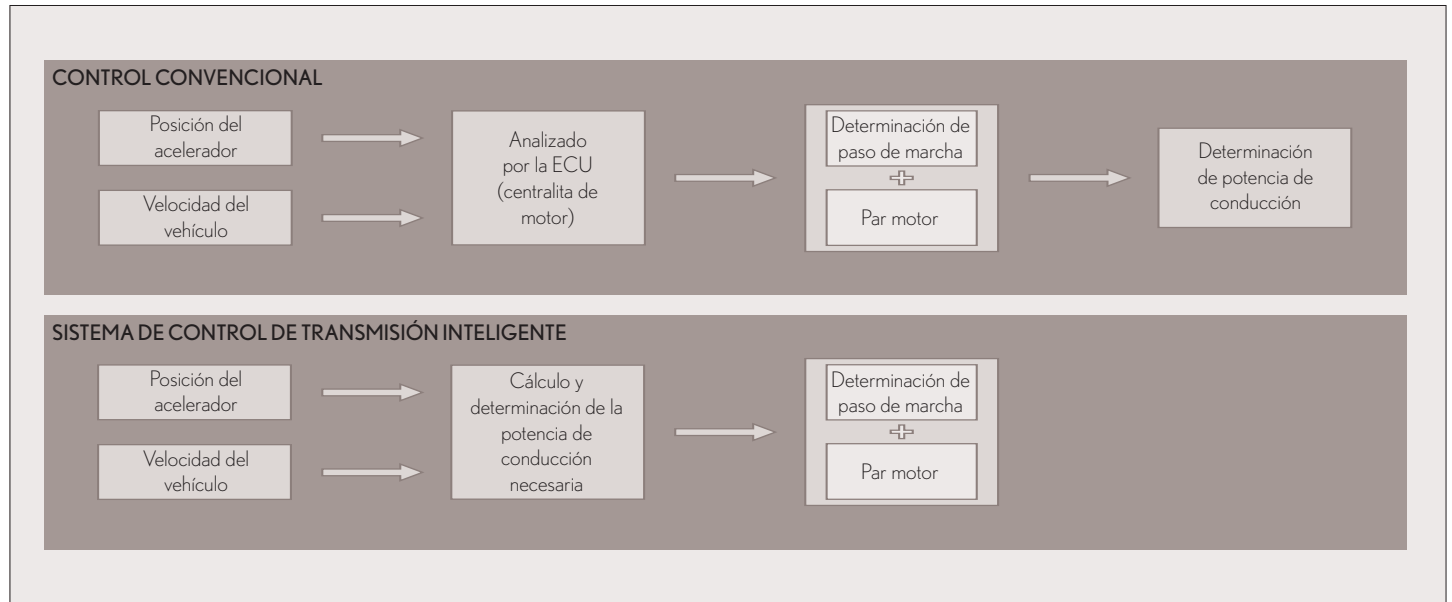 CONTROL CONVENCIONAL
Posición del
acelerador
Velocidad del
vehículo
Analizado
por la ECU
(centralita de
motor)
Determinación de
paso de marcha
Par motor
Determinación
de potencia de
conducción
SISTEMA DE CONTROL DE TRANSMISIÓN INTELIGENTE
Posición del
acelerador
Velocidad del
vehículo
Cálculo y
determinación de la
potencia de
conducción
necesaria
Determinación de
paso de marcha
Par motor